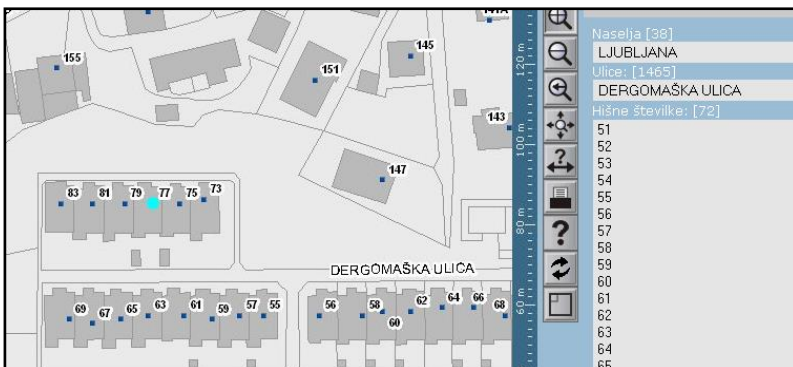 141A
155
151
145
143
147
83 81 79 77 75 73
DERGOMAŠKA ULICA
69 67 65 63 61 59 57 55
56 58 60 62 64 66 68
120 m
100 m
80 m
60 m
?
?
Naselja [38]
LJUBLJANA
Ulice: [1465]
DERGOMAŠKA ULICA
Hišne številke: [72]
51
52
53
54
55
56
57
58
59
60
61
62
63
64
65